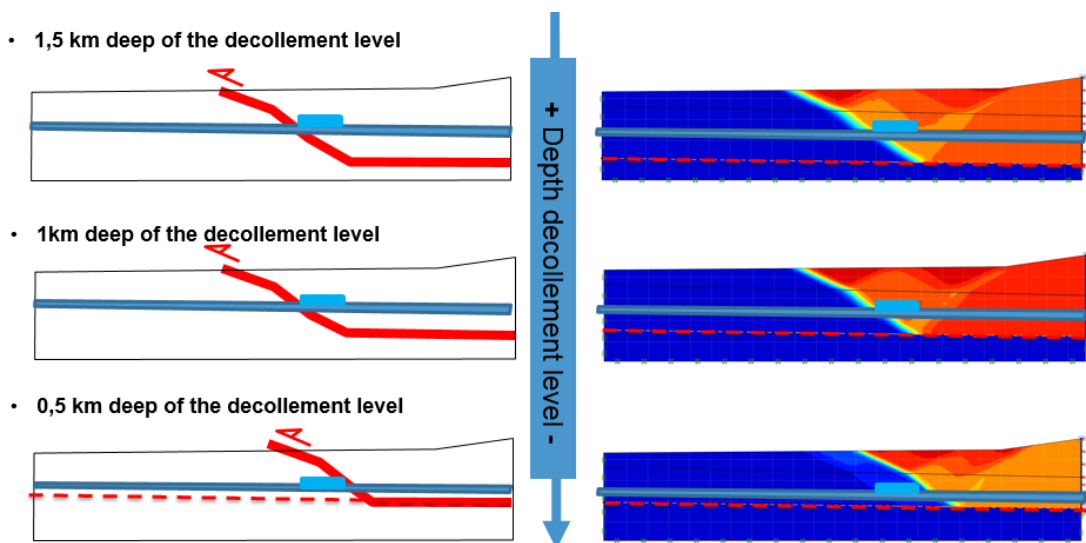 • 1,5 km deep of the decollement level
• 1km deep of the decollement level
• 0,5 km deep of the decollement level
+ Depth decollement level -